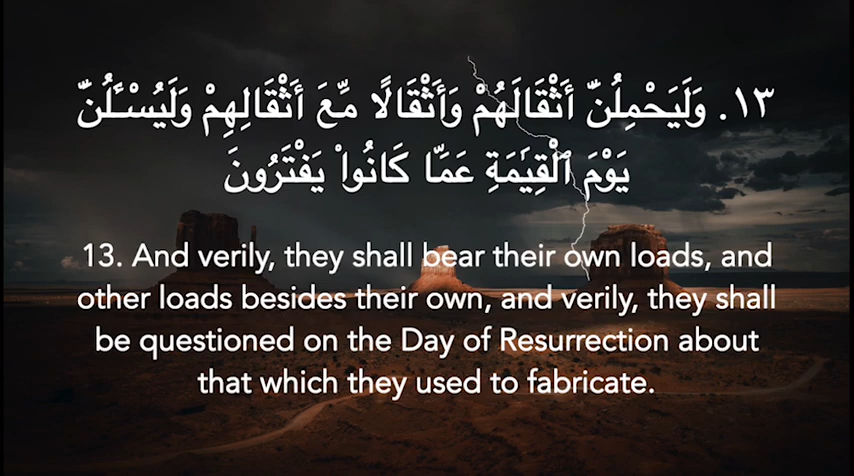 ١٣. وَلَيَحْمِلُنَّ أَثْقَالَهُمْ وَأَثْقَالًا مَّعَ أَثْقَالِهِمْ وَلَيُسْـَٔلُنَّ
يَوْمَ ٱلْقِيَٰمَةِ عَمَّا كَانُوا۟ يَفْتَرُونَ
13. And verily, they shall bear their own loads, and
other loads besides their own, and verily, they shall
be questioned on the Day of Resurrection about
that which they used to fabricate.